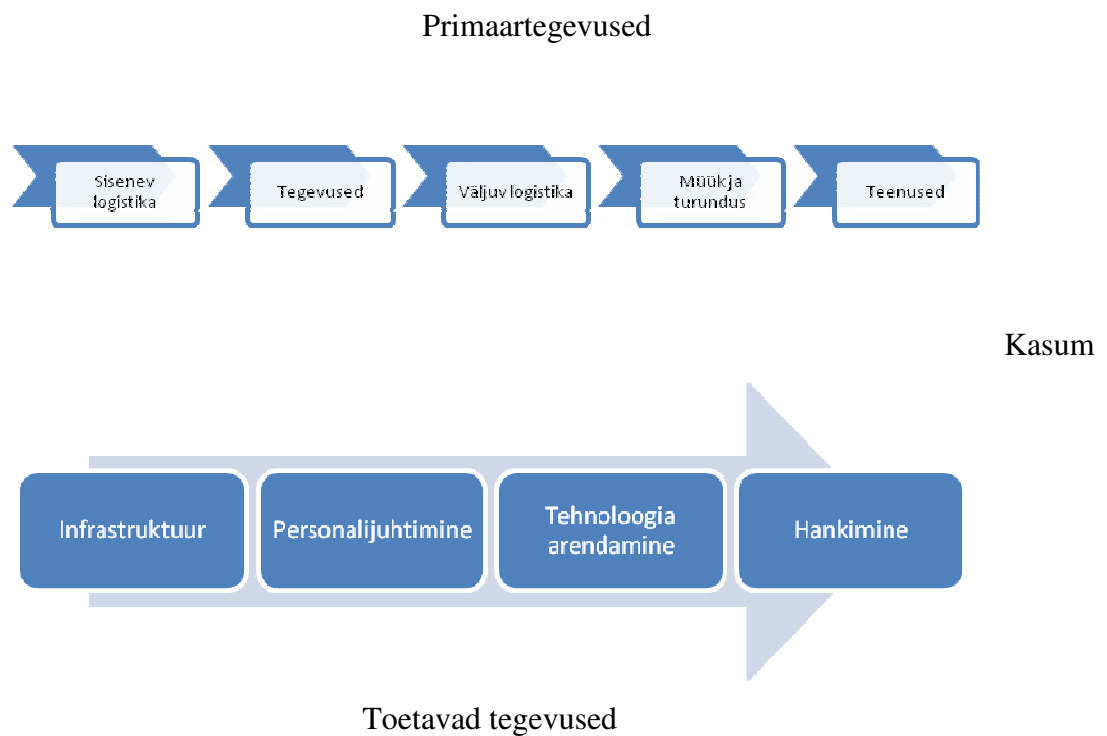 Primaartegevused
Sisenev
logistika
Tegevused
Väljuv logistika
Müük ja
turundus
Teenused
Kasum
Infrastruktuur
Personalijuhtimine
Tehnoloogia
arendamine
Hankimine
Toetavad tegevused